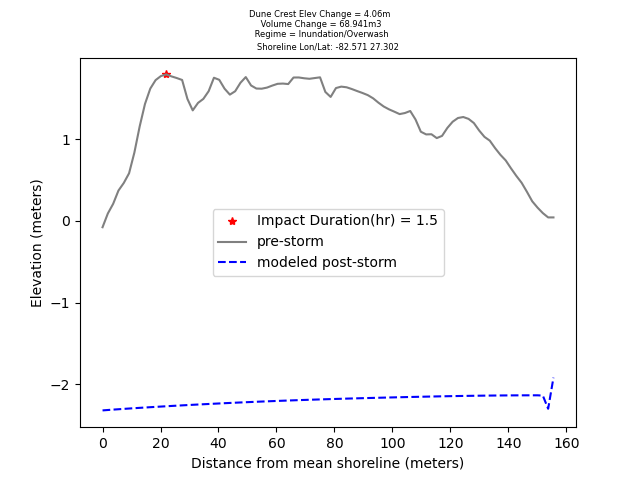 Dune Crest Elev Change = 4.06m
Volume Change = 68.941m3
Regime = Inundation/Overwash
Shoreline Lon/Lat: -82.571 27.302
1
0
−1
−2
Elevation (meters)
Impact Duration(hr) = 1.5
pre-storm
modeled post-storm
0 20 40 60 80 100 120 140 160
Distance from mean shoreline (meters)